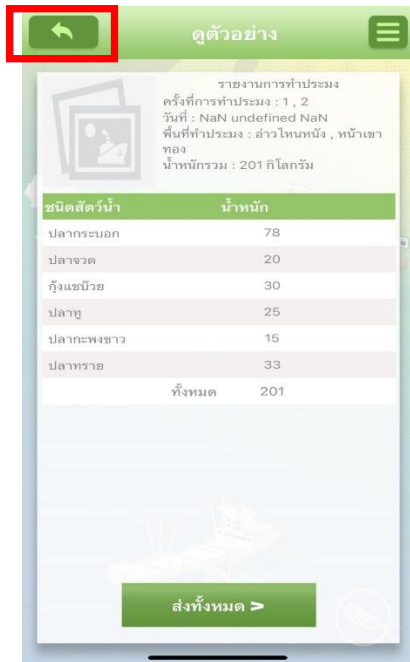 ดูตัวอย่าง
รายงานการทำประมง
ครั้งที่การทำประมง : 1 , 2
วันที่ : NaN undefined NaN
พื้นที่ทำประมง : อ่าวไหนหนัง , หน้าเขา
ทอง
น้ำหนักรวม : 201 กิโลกรัม
ชนิดสัตว์น้ำ น้ำหนัก
ปลากระบอก 78
ปลาจวด 20
กุ้งแชบ๊วย 30
ปลาทู 25
ปลากะพงขาว 15
ปลาทราย 33
ทั้งหมด 201
ส่งทั้งหมด >